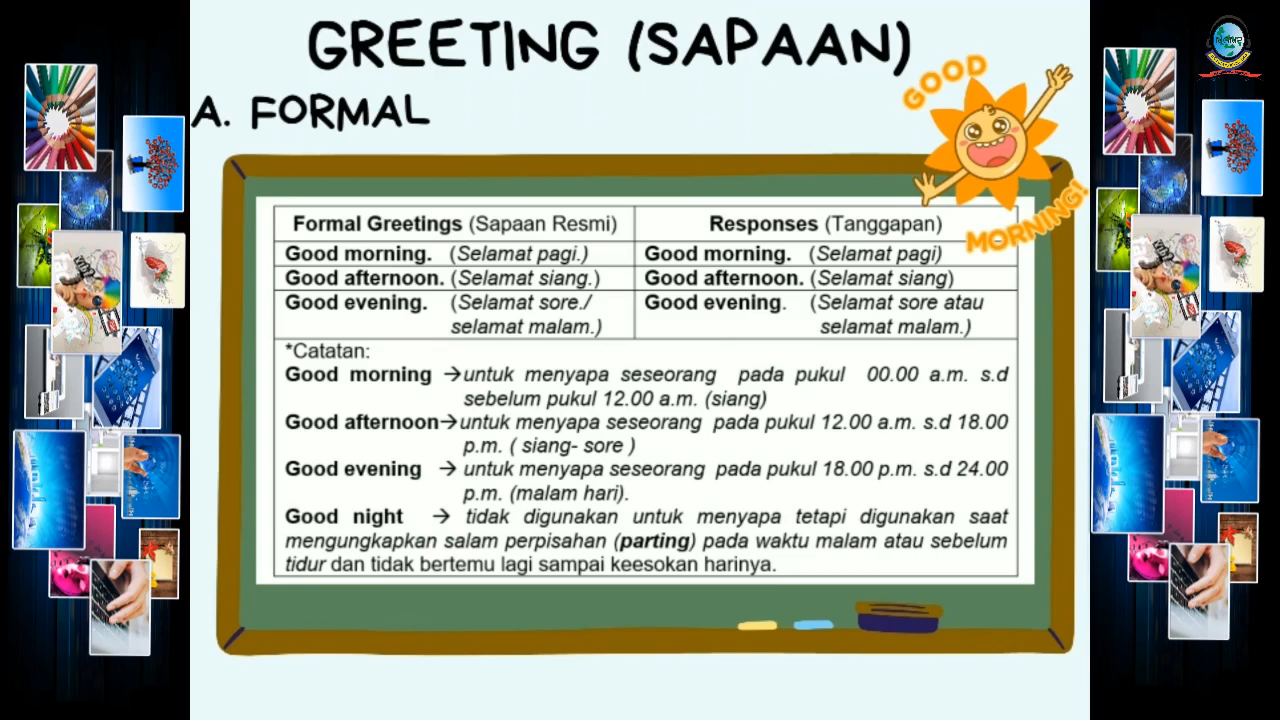 GREETING (SAPAAN)
GOOD
A. FORMAL
MORNING!
Formal Greetings (Sapaan Resmi) Responses (Tanggapan)
Good morning. (Selamat pagi.) Good morning. (Selamat pagi)
Good afternoon. (Selamat siang.) Good afternoon. (Selamat siang)
Good evening. (Selamat sore./ Good evening. (Selamat sore atau
selamat malam.) selamat malam.)
*Catatan:
Good morning →untuk menyapa seseorang pada pukul 00.00 a.m. s.d
sebelum pukul 12.00 a.m. (siang)
Good afternoon→untuk menyapa seseorang pada pukul 12.00 a.m. s.d 18.00
p.m. ( siang- sore )
Good evening → untuk menyapa seseorang pada pukul 18.00 p.m. s.d 24.00
p.m. (malam hari).
Good night → tidak digunakan untuk menyapa tetapi digunakan saat
mengungkapkan salam perpisahan (parting) pada waktu malam atau sebelum
tidur dan tidak bertemu lagi sampai keesokan harinya.